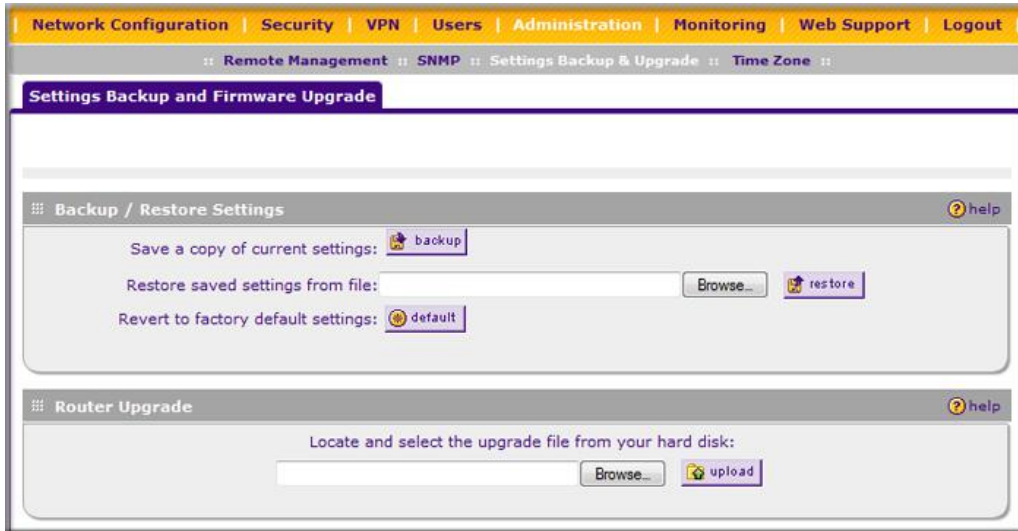 Network Configuration | Security | VPN | Users | Administration | Monitoring | Web Support | Logout
:: Remote Management :: SNMP :: Settings Backup & Upgrade :: Time Zone ::
Settings Backup and Firmware Upgrade
Backup / Restore Settings ? help
Save a copy of current settings: backup
Restore saved settings from file: Browse... restore
Revert to factory default settings: default
Router Upgrade ? help
Locate and select the upgrade file from your hard disk:
Browse... upload